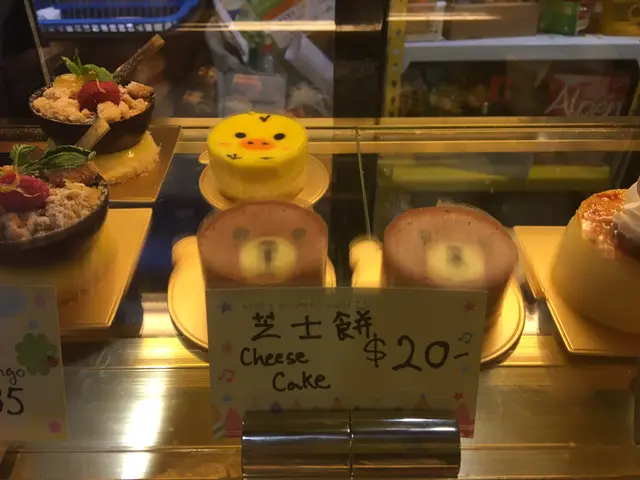 Alpen
芝士餅
Cheese
Cake
$20-
ngo
35